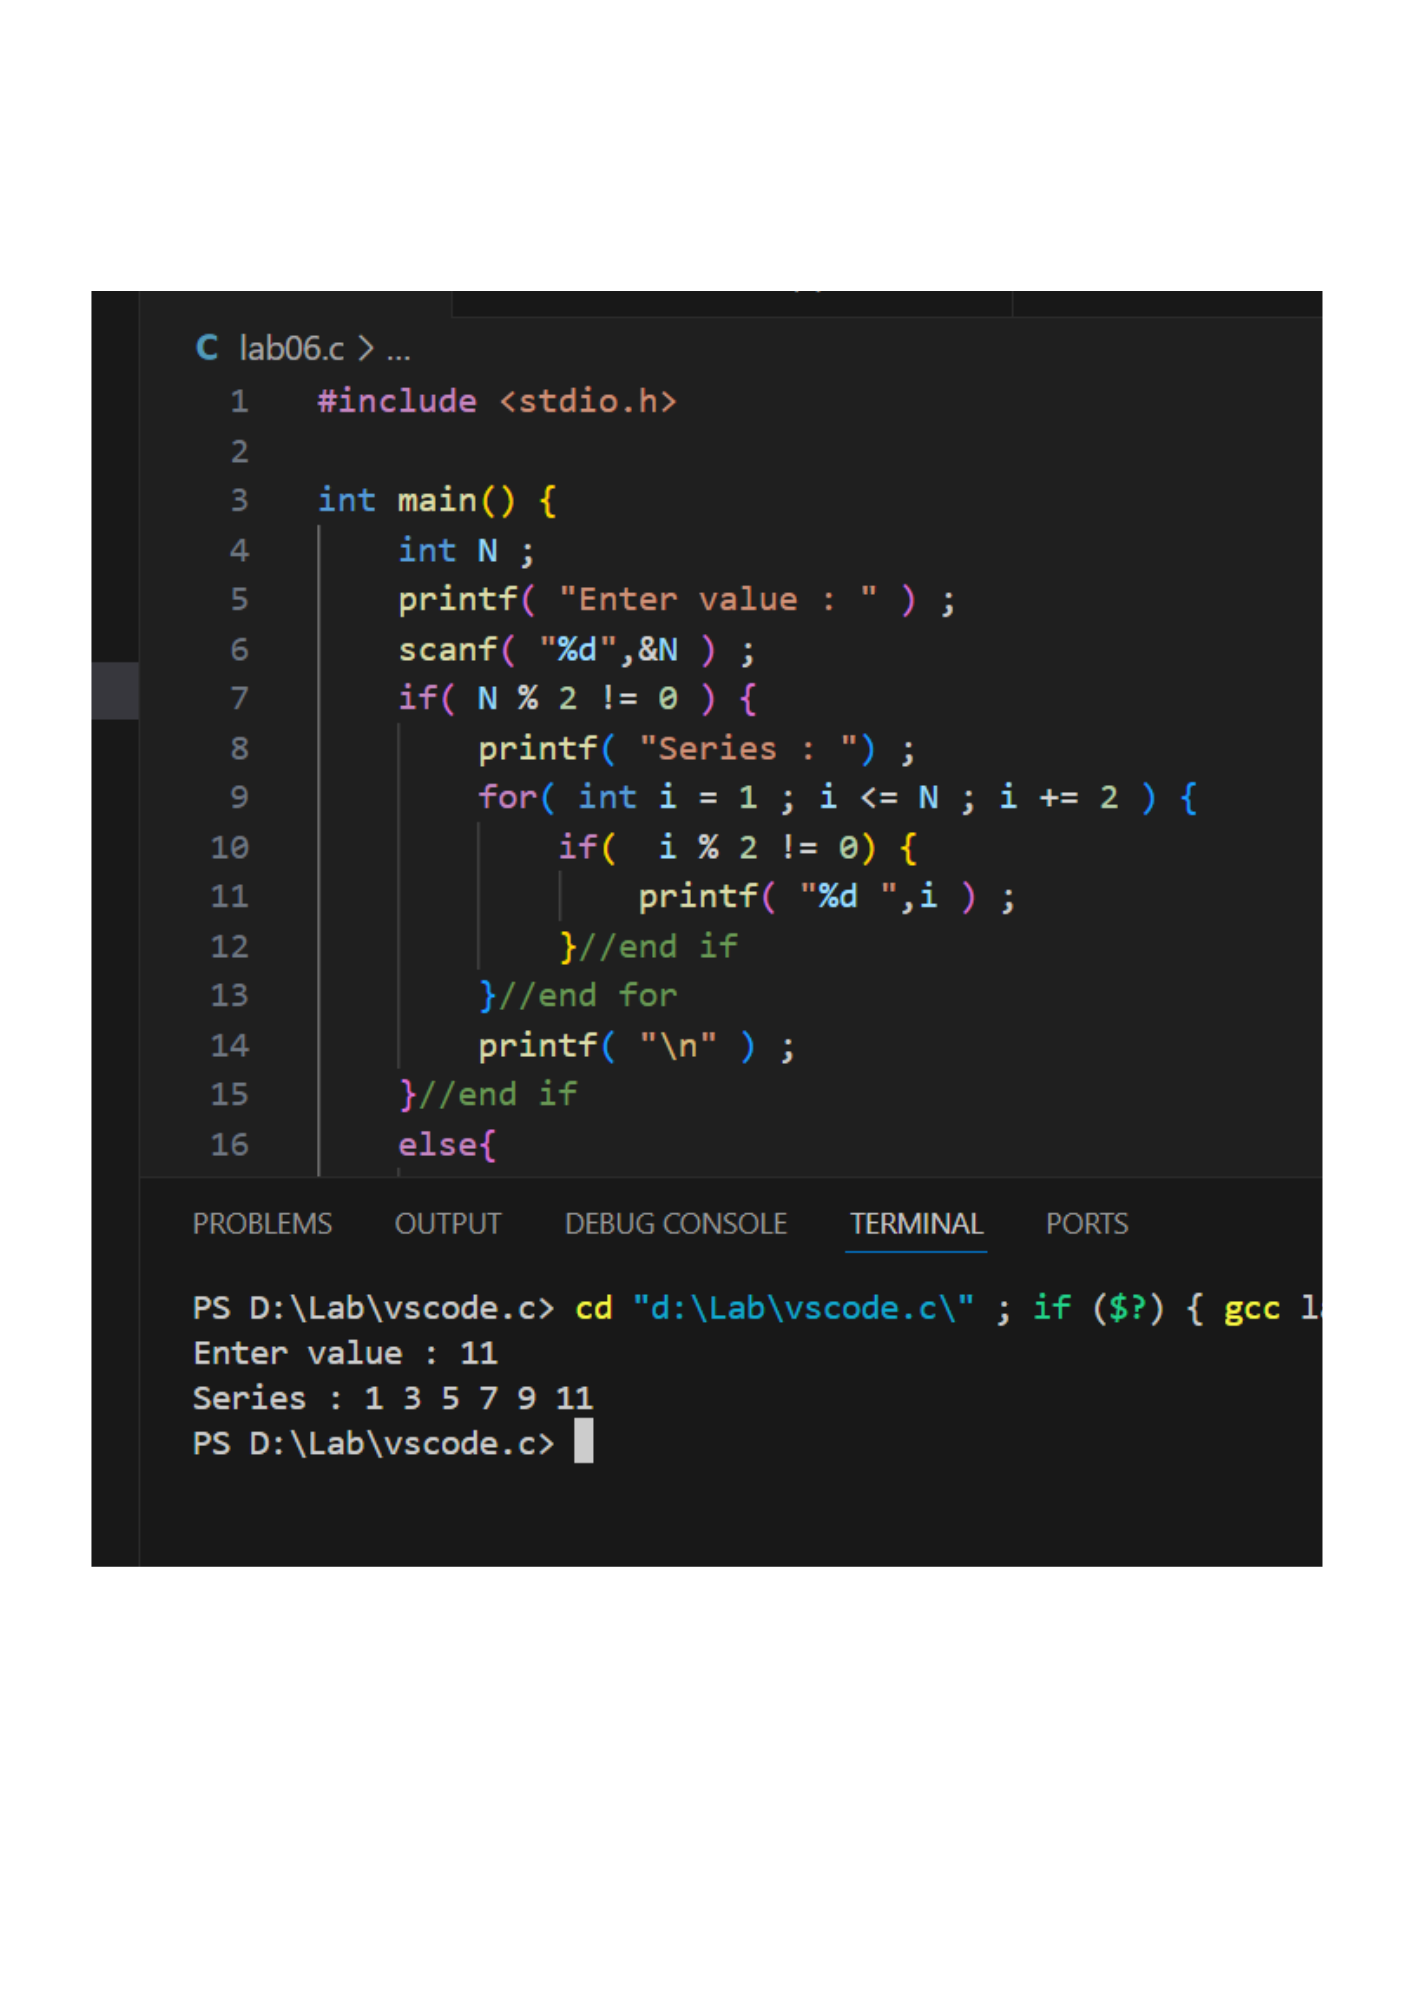 C lab06.c > ...
1 #include <stdio.h>
2
3 int main() {
4 int N ;
5 printf( "Enter value : " ) ;
6 scanf( "%d",&N ) ;
7 if( N % 2 != 0 ) {
8 printf( "Series : ") ;
9 for( int i = 1 ; i <= N ; i += 2 ) {
10 if(  i % 2 != 0) {
11 printf( "%d ",i ) ;
12 }//end if
13 }//end for
14 printf( "\n" ) ;
15 }//end if
16 else{
PROBLEMS OUTPUT DEBUG CONSOLE TERMINAL PORTS
PS D:\Lab\vscode.c> cd "d:\Lab\vscode.c\" ; if ($?) { gcc
Enter value : 11
Series : 1 3 5 7 9 11
PS D:\Lab\vscode.c>